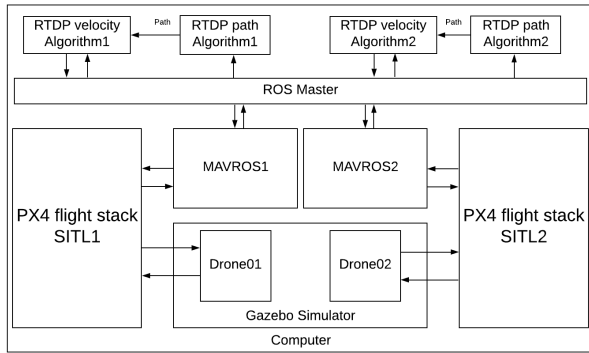 RTDP velocity
Algorithm1
Path
RTDP path
Algorithm1
RTDP velocity
Algorithm2
Path
RTDP path
Algorithm2
ROS Master
MAVROS1
MAVROS2
PX4 flight stack
SITL1
PX4 flight stack
SITL2
Drone01
Drone02
Gazebo Simulator
Computer